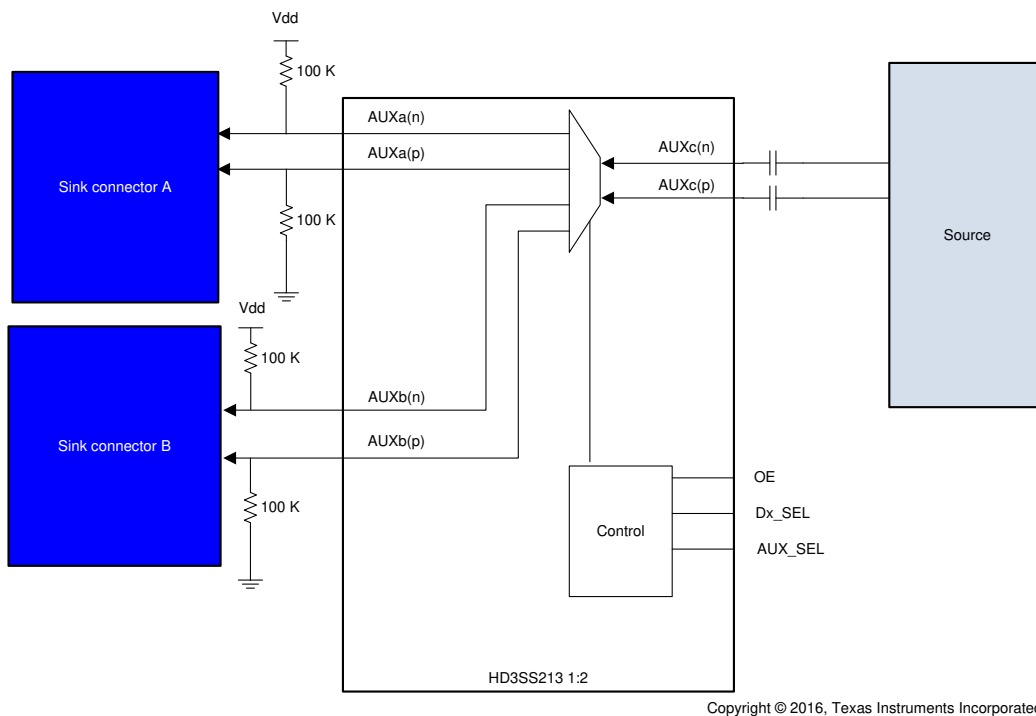 Vdd
100 K
AUXa(n)
AUXa(p)
AUXc(n)
AUXc(p)
Sink connector A
100 K
Source
Vdd
100 K
AUXb(n)
AUXb(p)
Sink connector B
100 K
OE
Dx_SEL
AUX_SEL
Control
HD3SS213 1:2
Copyright © 2016, Texas Instruments Incorporated